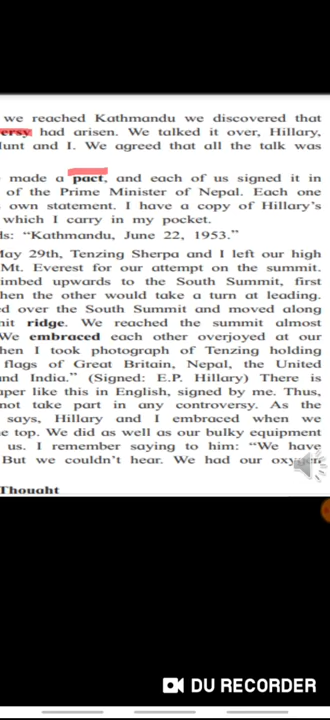 we reached Kathmandu we discovered that
ersy had arisen. We talked it over, Hillary,
Hunt and I. We agreed that all the talk was
made a pact, and each of us signed it in
of the Prime Minister of Nepal. Each one
own statement. I have a copy of Hillary's
which I carry in my pocket.
ds: “Kathmandu, June 22, 1953.”
May 29th, Tenzing Sherpa and I left our high
Mt. Everest for our attempt on the summit.
imbed upwards to the South Summit, first
hen the other would take a turn at leading.
ed over the South Summit and moved along
mit ridge. We reached the summit almost
We embraced each other overjoyed at our
hen I took photograph of Tenzing holding
flags of Great Britain, Nepal, the United
and India.” (Signed: E.P. Hillary) There is
aper like this in English, signed by me. Thus,
not take part in any controversy. As the
says, Hillary and I embraced when we
he top. We did as well as our bulky equipment
us. I remember saying to him: “We have
But we couldn't hear. We had our oxygen
Thought
DU RECORDER